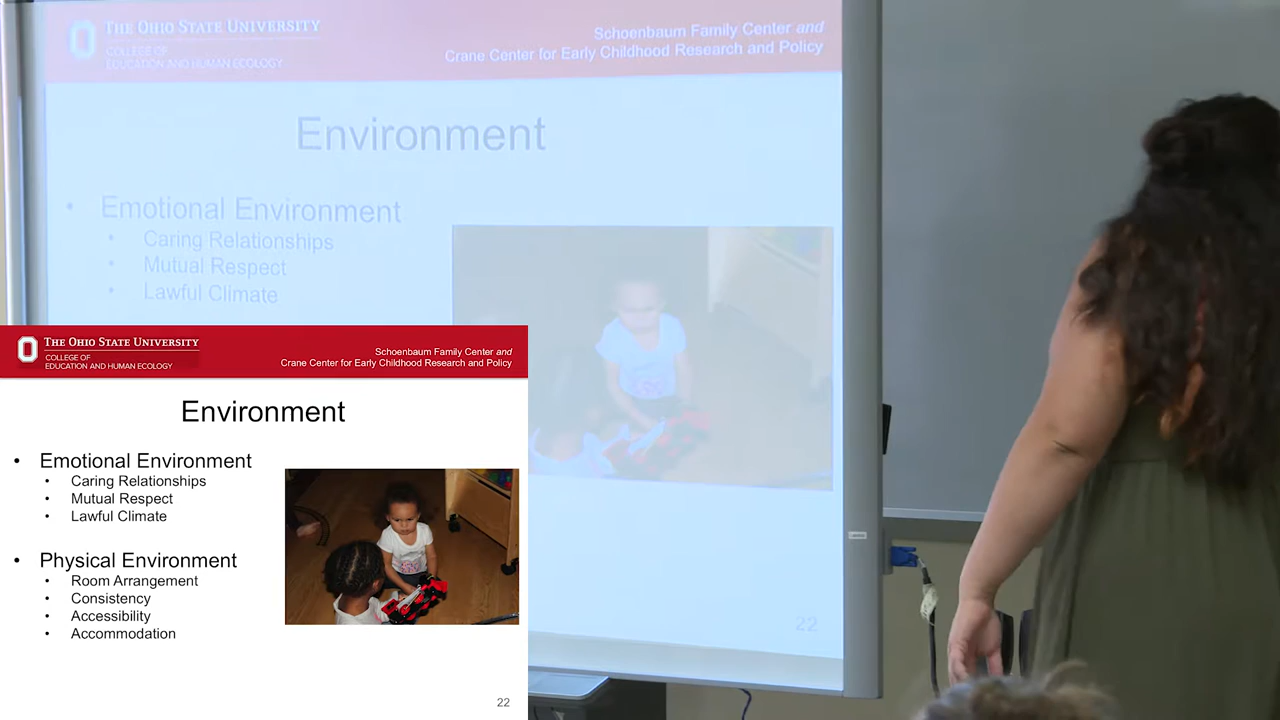 THE OHIO STATE UNIVERSITY
COLLEGE OF
EDUCATION AND HUMAN ECOLOGY
Schoenbaum Family Center and
Crane Center for Early Childhood Research and Policy
Environment
• Emotional Environment
• Caring Relationships
• Mutual Respect
• Lawful Climate
22
THE OHIO STATE UNIVERSITY
COLLEGE OF
EDUCATION AND HUMAN ECOLOGY
Schoenbaum Family Center and
Crane Center for Early Childhood Research and Policy
Environment
• Emotional Environment
• Caring Relationships
• Mutual Respect
• Lawful Climate
• Physical Environment
• Room Arrangement
• Consistency
• Accessibility
• Accommodation
22